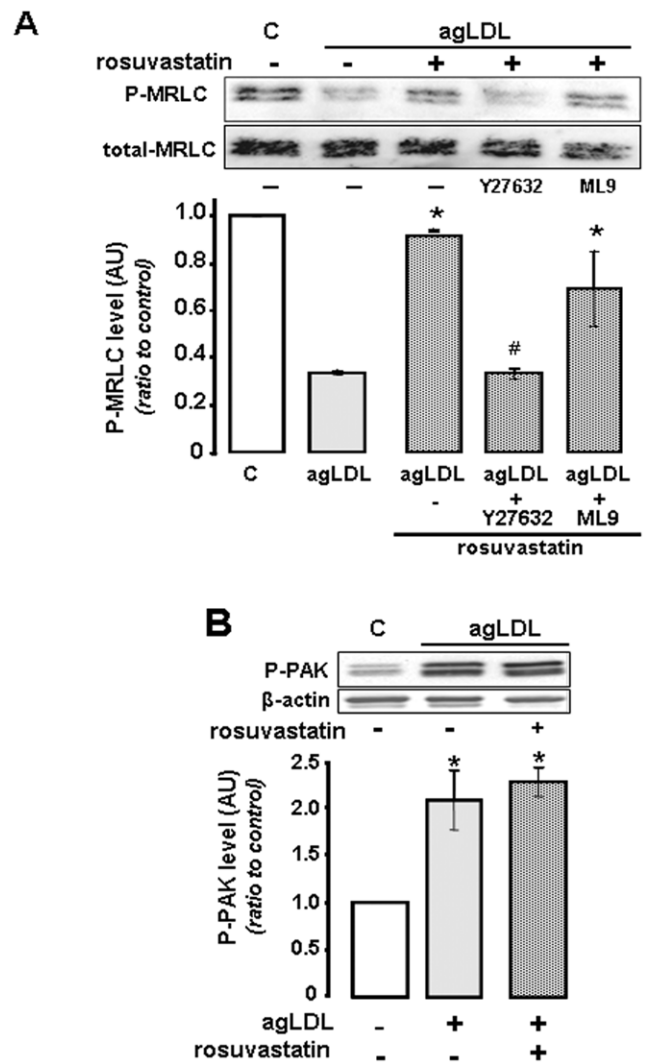 A
C agLDL
rosuvastatin - - + + +
P-MRLC
total-MRLC
– – – Y27632 ML9
P-MRLC level (AU)
(ratio to control)
1.0
0.8
0.6
0.4
0.2
0
* # *
C agLDL agLDL agLDL agLDL
- + +
Y27632 ML9
rosuvastatin
B
C agLDL
P-PAK
β-actin
rosuvastatin - - +
P-PAK level (AU)
(ratio to control)
2.5
2.0
1.5
1.0
0.5
0
* *
agLDL - + +
rosuvastatin - - +